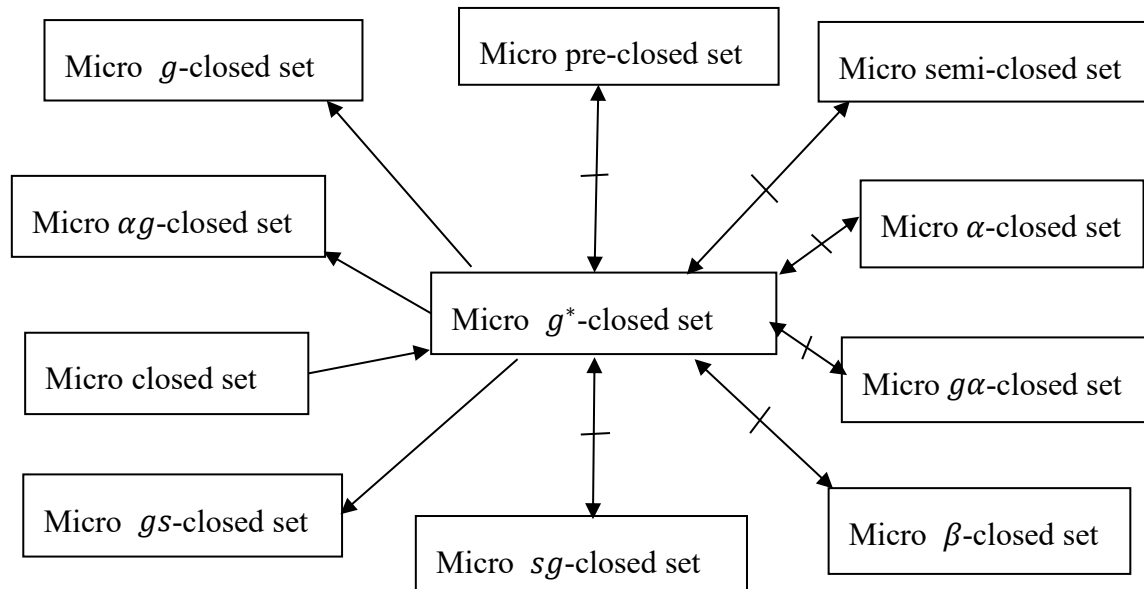 Micro g-closed set
Micro pre-closed set
Micro semi-closed set
Micro αg-closed set
Micro α-closed set
Micro g*-closed set
Micro closed set
Micro gα-closed set
Micro gs-closed set
Micro sg-closed set
Micro β-closed set